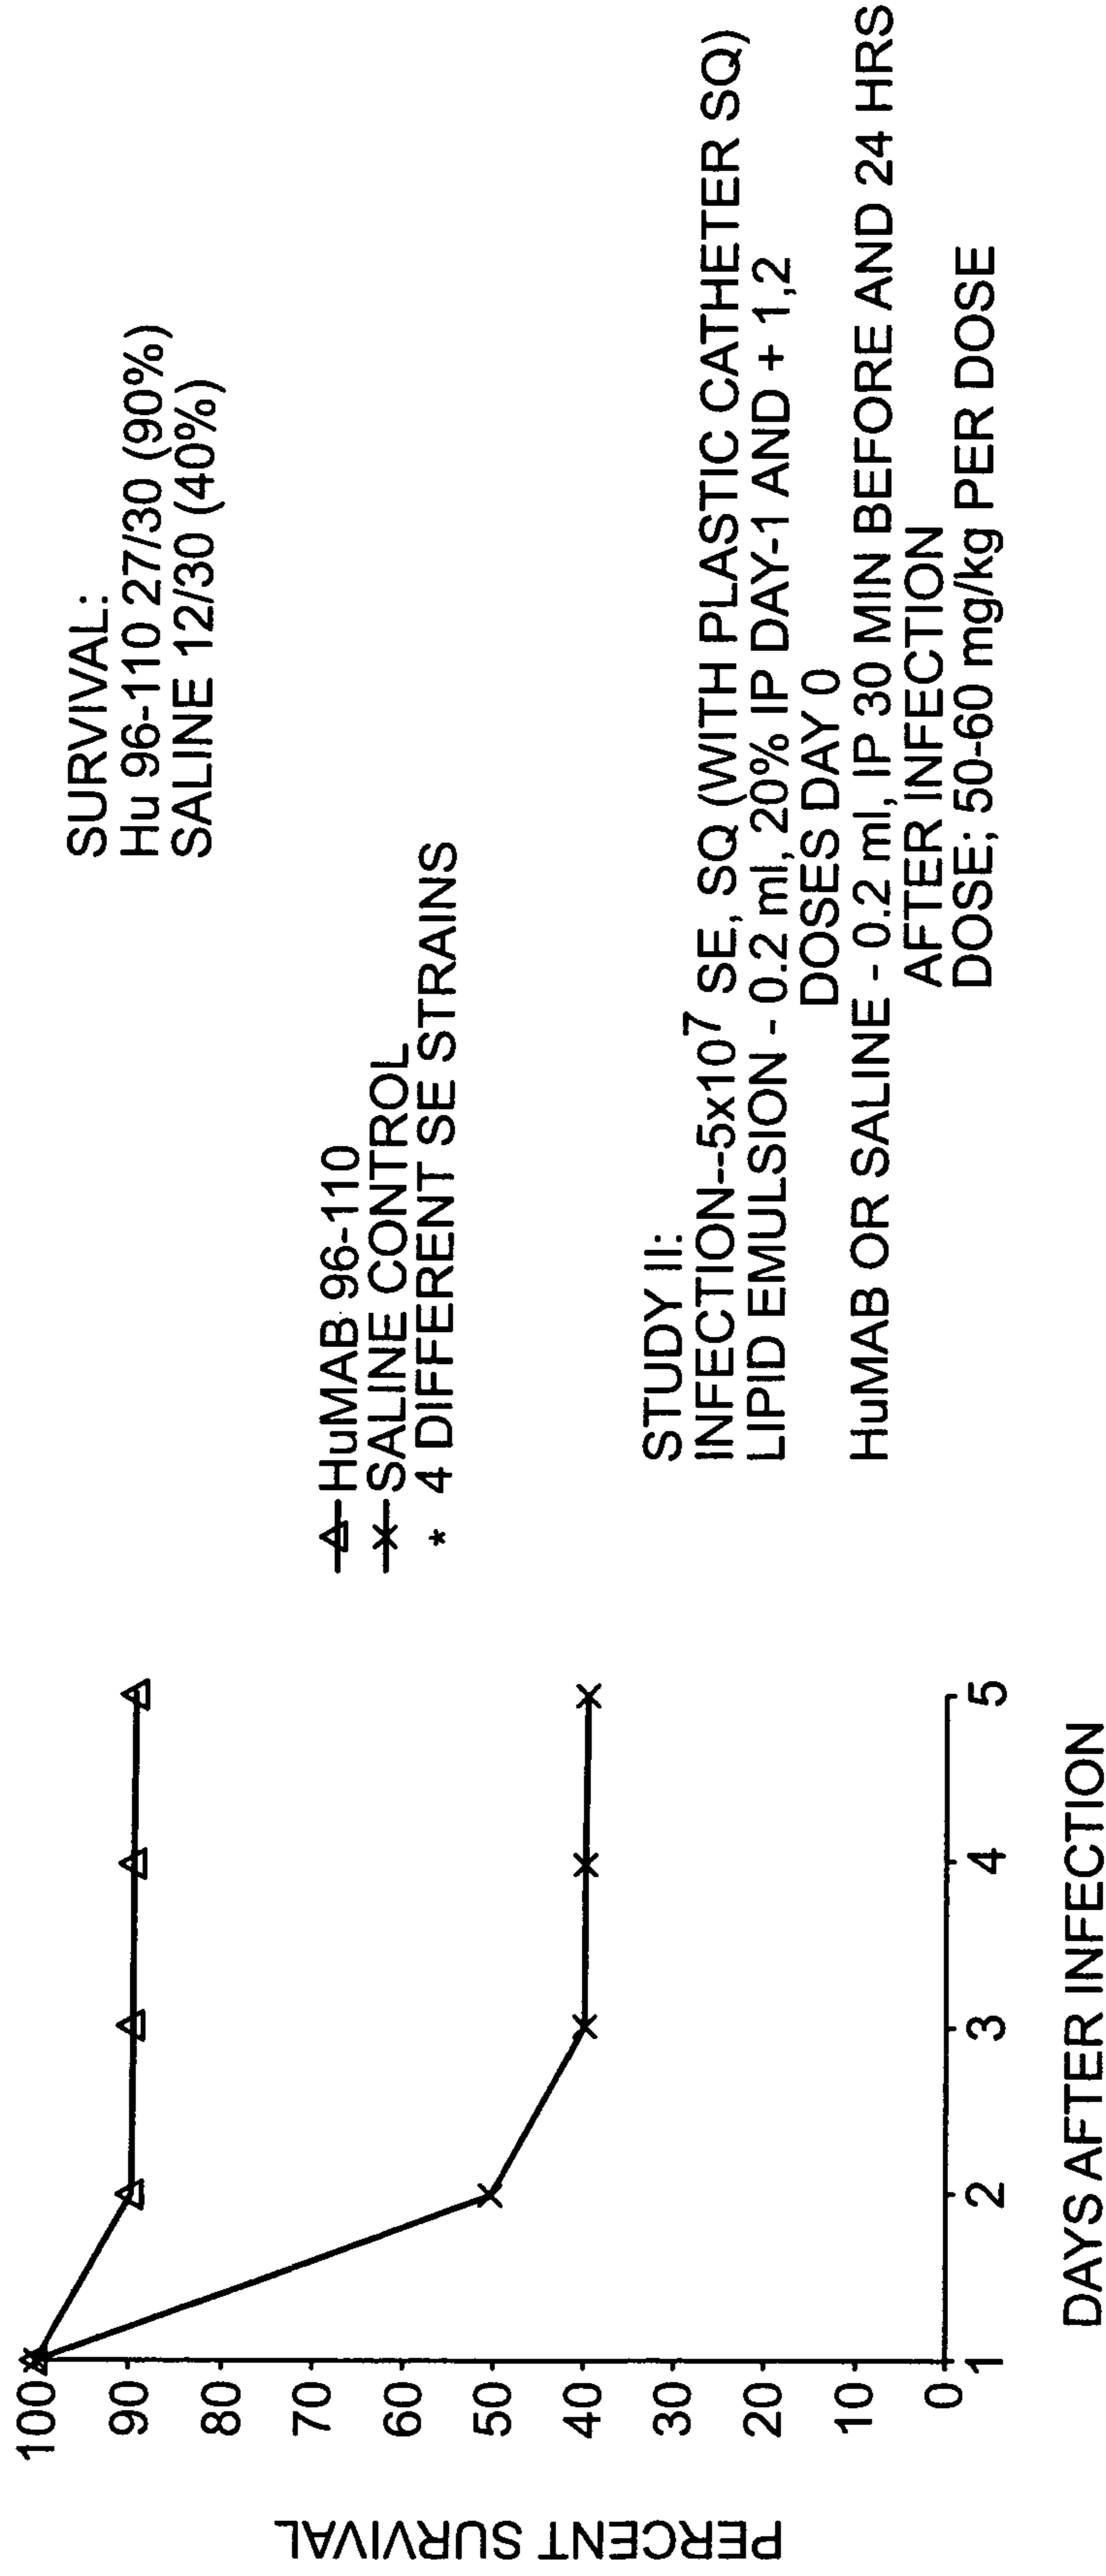 PERCENT SURVIVAL
100
90
80
70
60
50
40
30
20
10
0
1
2
3
4
5
DAYS AFTER INFECTION
HuMAB 96-110
SALINE CONTROL
* 4 DIFFERENT SE STRAINS
SURVIVAL:
Hu 96-110 27/30 (90%)
SALINE 12/30 (40%)
STUDY II:
INFECTION--5x10⁷ SE, SQ (WITH PLASTIC CATHETER SQ)
LIPID EMULSION - 0.2 ml, 20% IP DAY-1 AND + 1,2
DOSES DAY 0
HuMAB OR SALINE - 0.2 ml, IP 30 MIN BEFORE AND 24 HRS
AFTER INFECTION
DOSE; 50-60 mg/kg PER DOSE